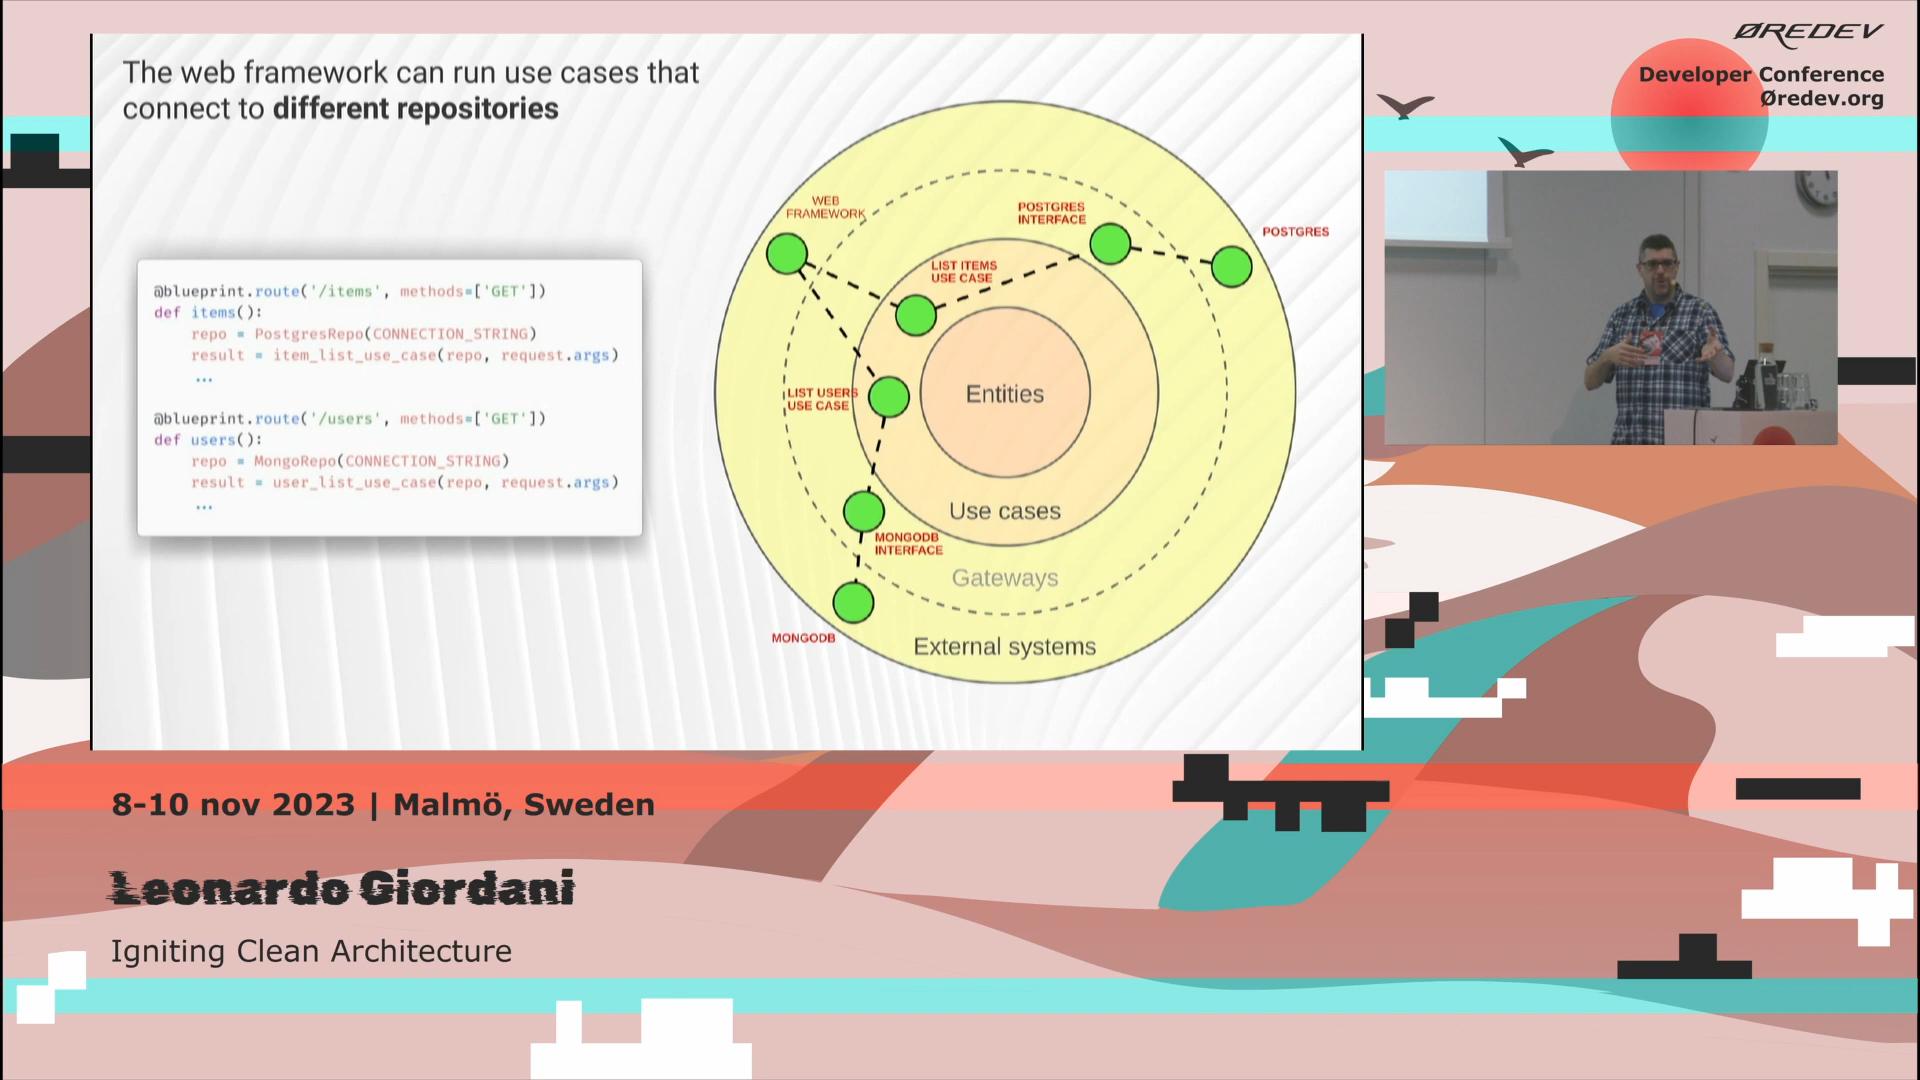 The web framework can run use cases that
connect to different repositories
@blueprint.route('/items', methods=['GET'])
def items():
repo = PostgresRepo(CONNECTION_STRING)
result = item_list_use_case(repo, request.args)
...
@blueprint.route('/users', methods=['GET'])
def users():
repo = MongoRepo(CONNECTION_STRING)
result = user_list_use_case(repo, request.args)
...
WEB
FRAMEWORK
POSTGRES
INTERFACE
POSTGRES
LIST ITEMS
USE CASE
LIST USERS
USE CASE
Entities
Use cases
MONGODB
INTERFACE
Gateways
MONGODB
External systems
ØREDEV
Developer Conference
Øredev.org
8-10 nov 2023 | Malmö, Sweden
Leonardo Giordani
Igniting Clean Architecture